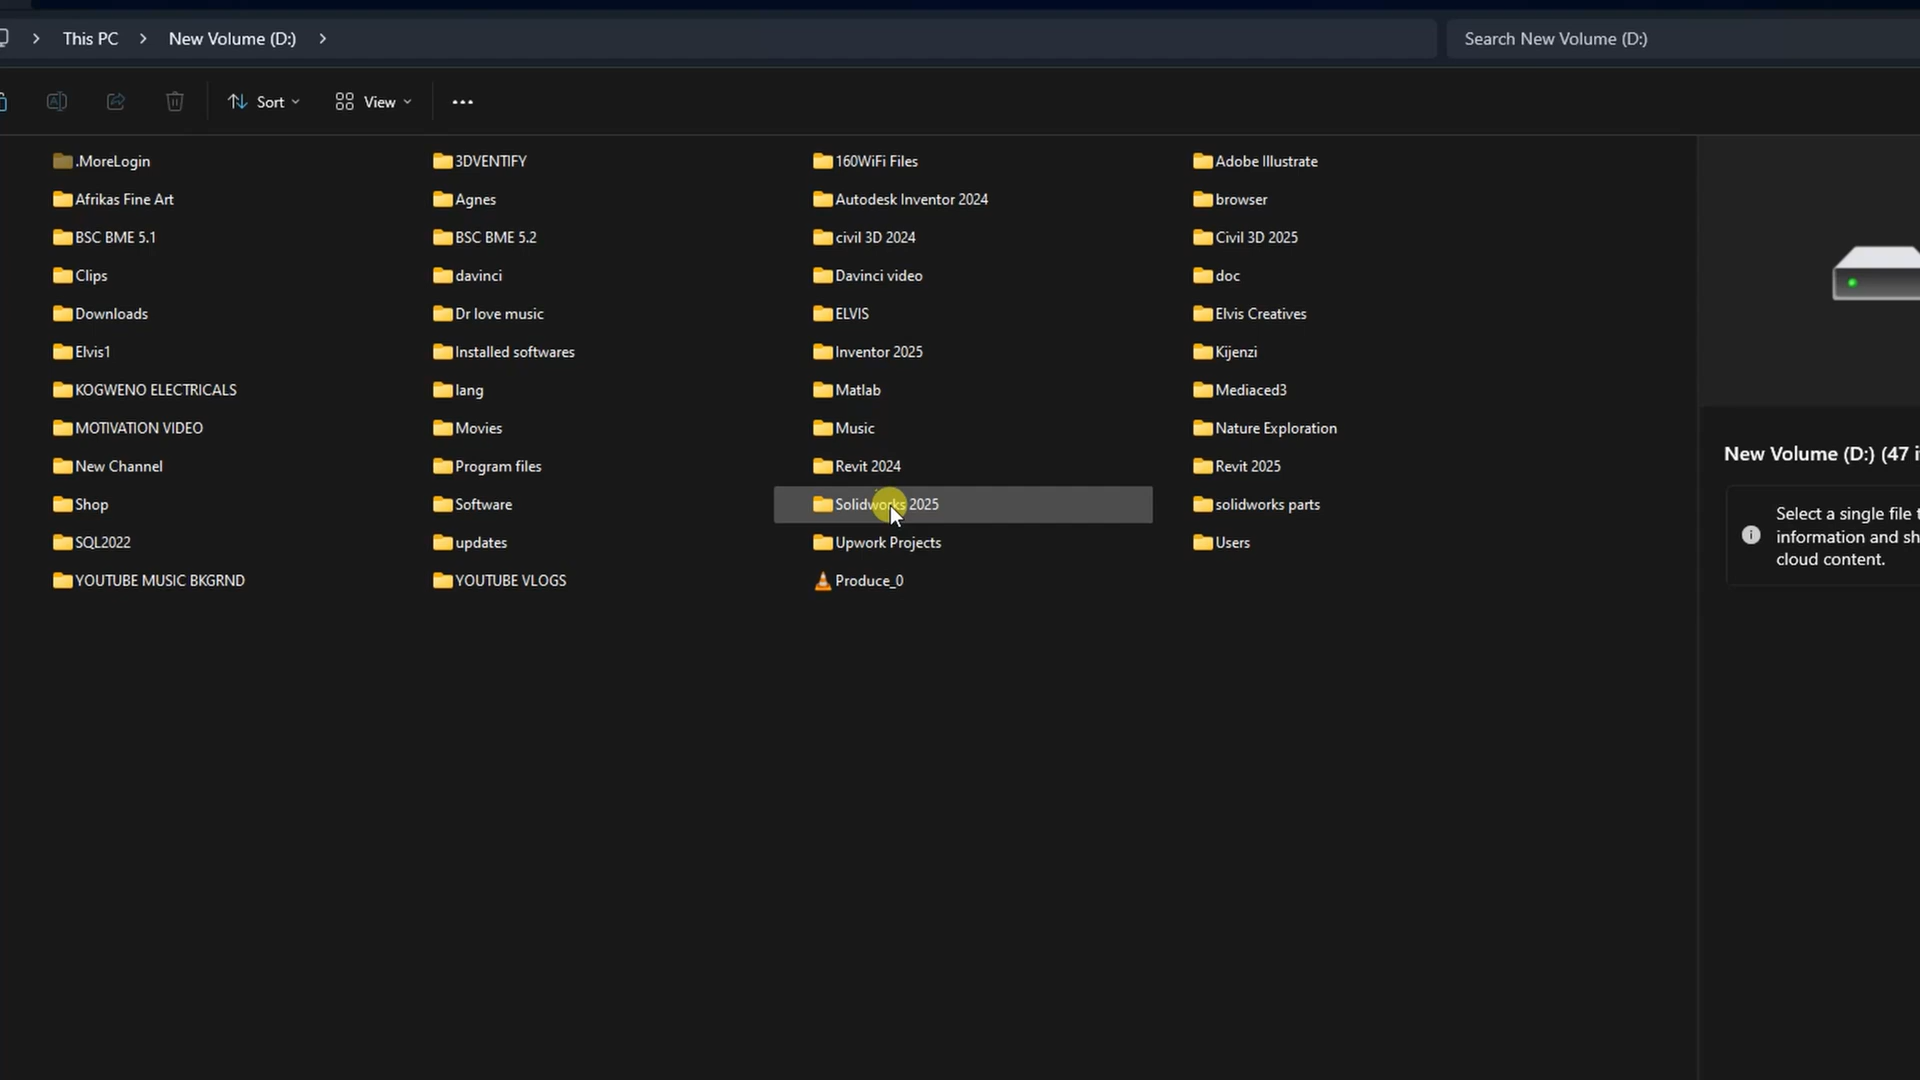 This PC > New Volume (D:) >
Search New Volume (D:)
Sort
View
.MoreLogin
3DVENTIFY
160WiFi Files
Adobe Illustrate
Afrikas Fine Art
Agnes
Autodesk Inventor 2024
browser
BSC BME 5.1
BSC BME 5.2
civil 3D 2024
Civil 3D 2025
Clips
davinci
Davinci video
doc
Downloads
Dr love music
ELVIS
Elvis Creatives
Elvis1
Installed softwares
Inventor 2025
Kijenzi
KOGWENO ELECTRICALS
lang
Matlab
Mediaced3
MOTIVATION VIDEO
Movies
Music
Nature Exploration
New Channel
Program files
Revit 2024
Revit 2025
Shop
Software
Solidworks 2025
solidworks parts
SQL2022
updates
Upwork Projects
Users
YOUTUBE MUSIC BKGRND
YOUTUBE VLOGS
Produce_0
New Volume (D:) (47 i
Select a single file t
information and sh
cloud content.